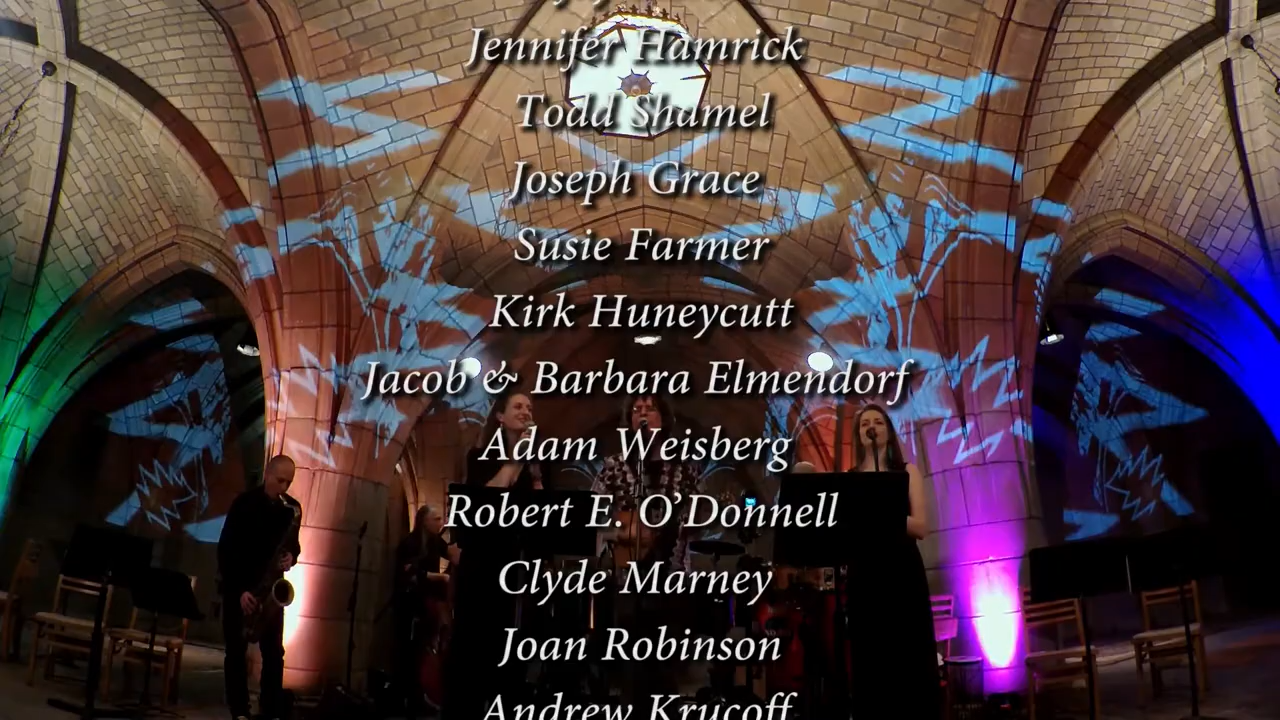 Jennifer Hamrick
Todd Shamel
Joseph Grace
Susie Farmer
Kirk Huneycutt
Jacob & Barbara Elmendorf
Adam Weisberg
Robert E. O'Donnell
Clyde Marney
Joan Robinson
Andrew Krucoff